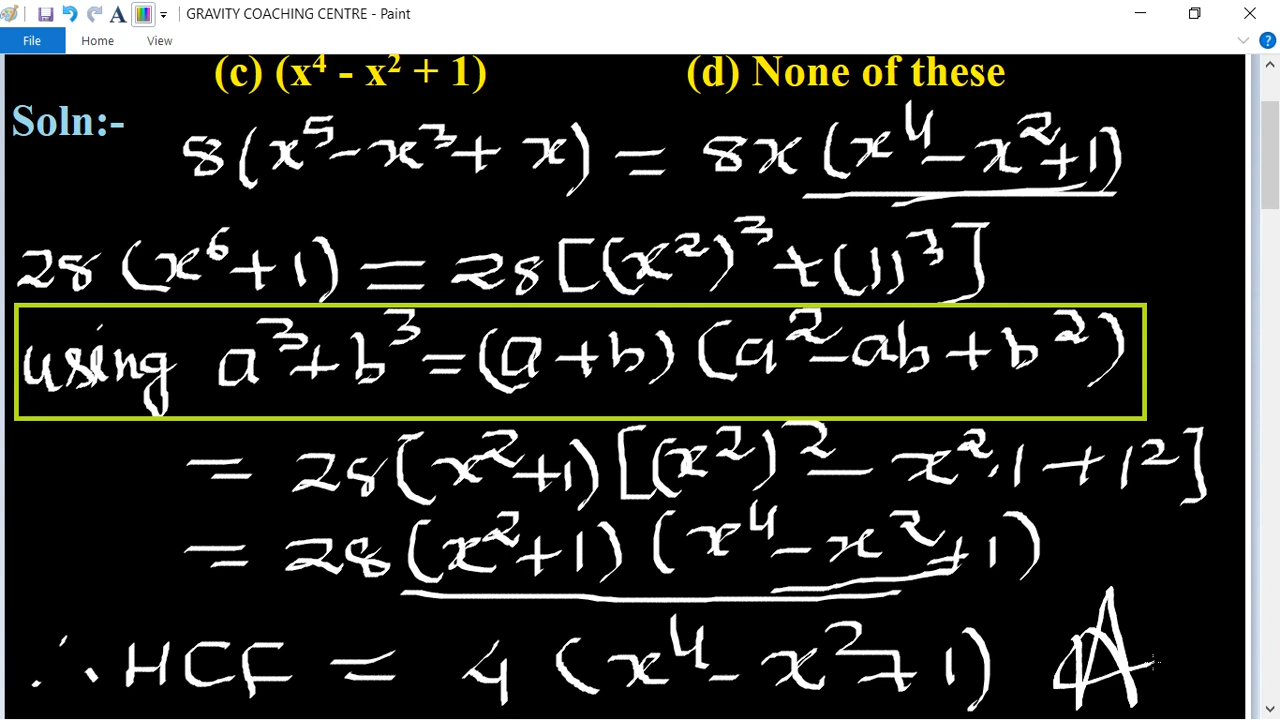 GRAVITY COACHING CENTRE - Paint
File Home View
(c) (x⁴ - x² + 1) (d) None of these
Soln:-
8(x⁵ - x³ + x) = 8x(x⁴ - x² + 1)
28(x⁶ + 1) = 28[(x²)³ + (1)³]
using a³ + b³ = (a + b)(a² - ab + b²)
= 28(x² + 1)[(x²)² - x².1 + 1²]
= 28(x² + 1)(x⁴ - x² + 1)
∴ HCF = 4(x⁴ - x² + 1) A